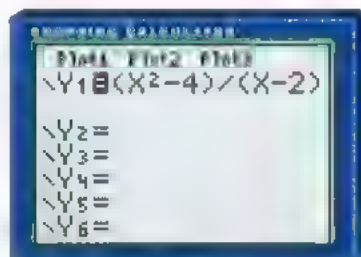 Plot1 Plot2 Plot3
\Y1=(X²-4)/(X-2)
\Y2=
\Y3=
\Y4=
\Y5=
\Y6=